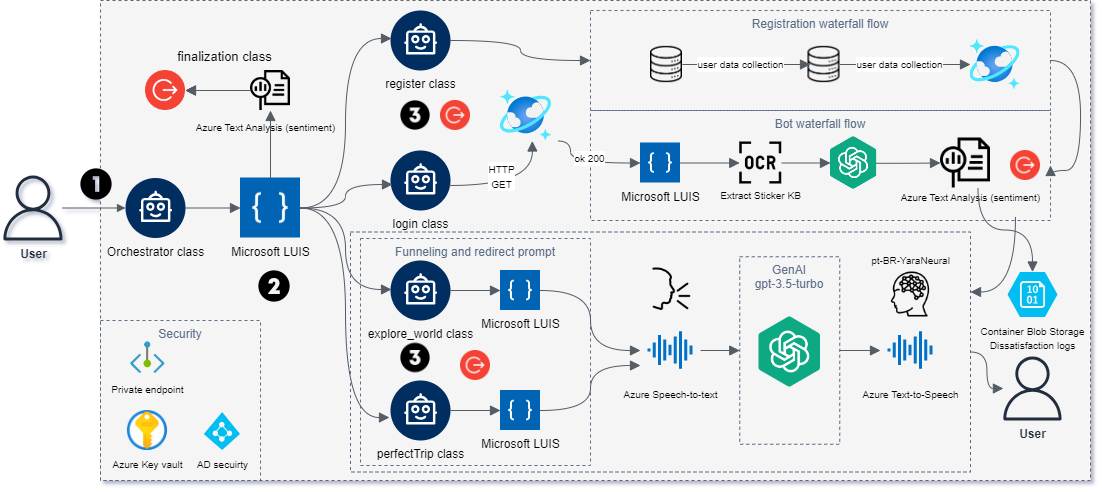 Registration waterfall flow
finalization class
user data collection
user data collection
register class
3
Azure Text Analysis (sentiment)
Bot waterfall flow
HTTP
GET
ok 200
OCR
Microsoft LUIS
Extract Sticker KB
Azure Text Analysis (sentiment)
1
User
Orchestrator class
Microsoft LUIS
login class
2
Funneling and redirect prompt
explore_world class
Microsoft LUIS
3
perfectTrip class
Microsoft LUIS
Azure Speech-to-text
GenAI
gpt-3.5-turbo
pt-BR-YaraNeural
Azure Text-to-Speech
10
01
Container Blob Storage
Dissatisfaction logs
User
Security
Private endpoint
Azure Key vault
AD secuirty